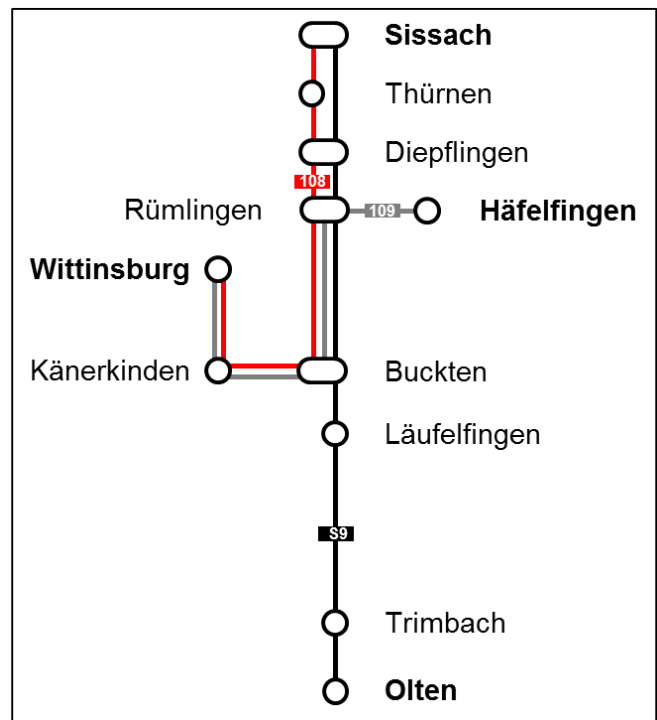 Sissach
Thürnen
Diepflingen
108
Rümlingen
109
Häfelfingen
Wittinsburg
Känerkinden
Buckten
Läufelfingen
S9
Trimbach
Olten